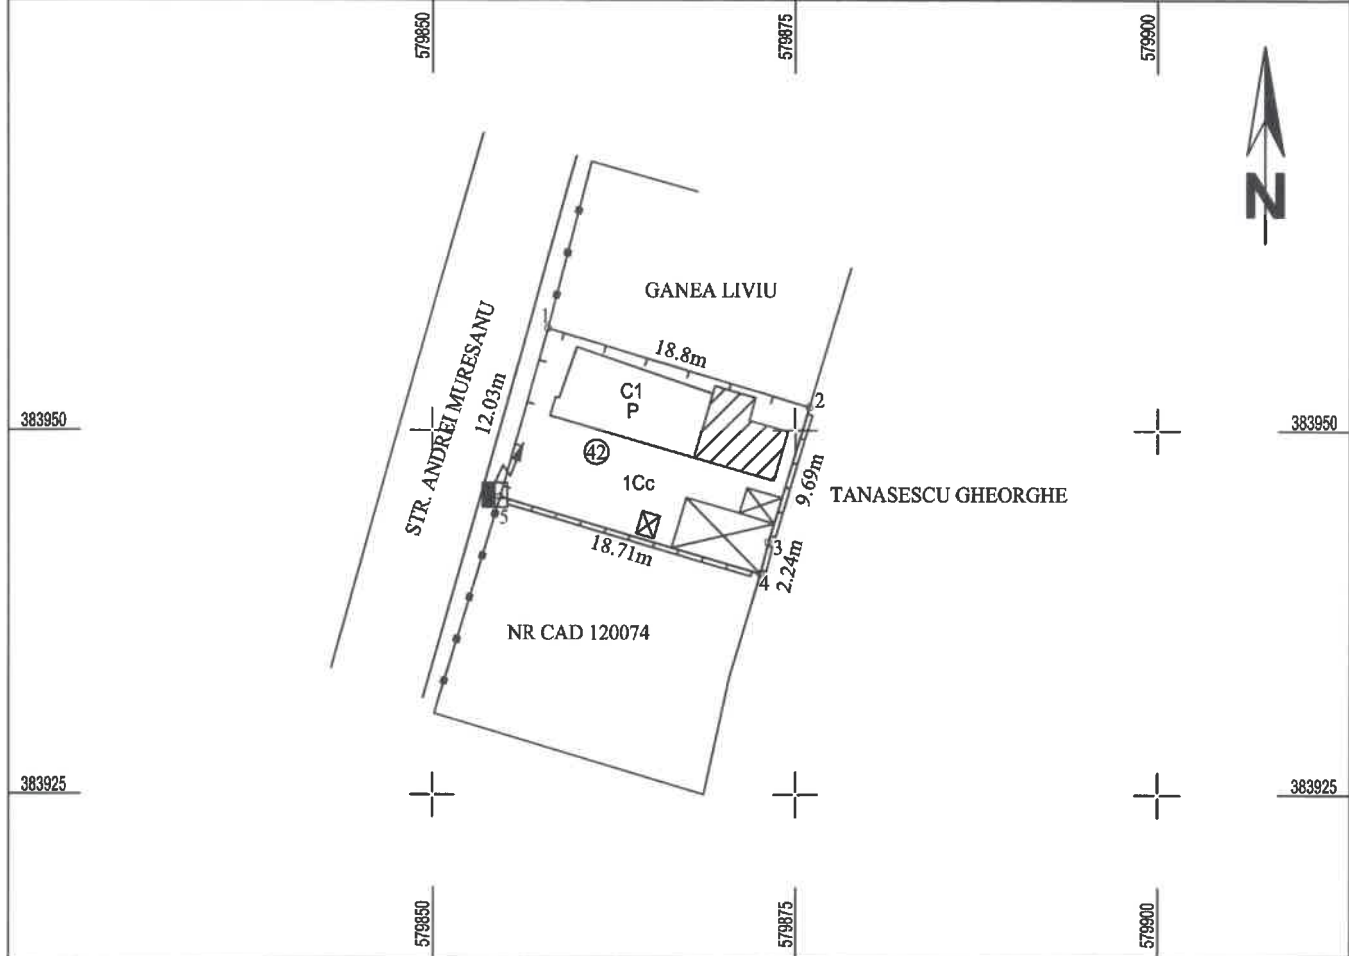 579850
579875
579900
N
GANEA LIVIU
1
18.8m
2
C1
P
STR. ANDREI MURESANU
12.03m
383950
383950
42
1Cc
9.69m
TANASESCU GHEORGHE
5
18.71m
3
2.24m
4
NR CAD 120074
383925
383925
579850
579875
579900